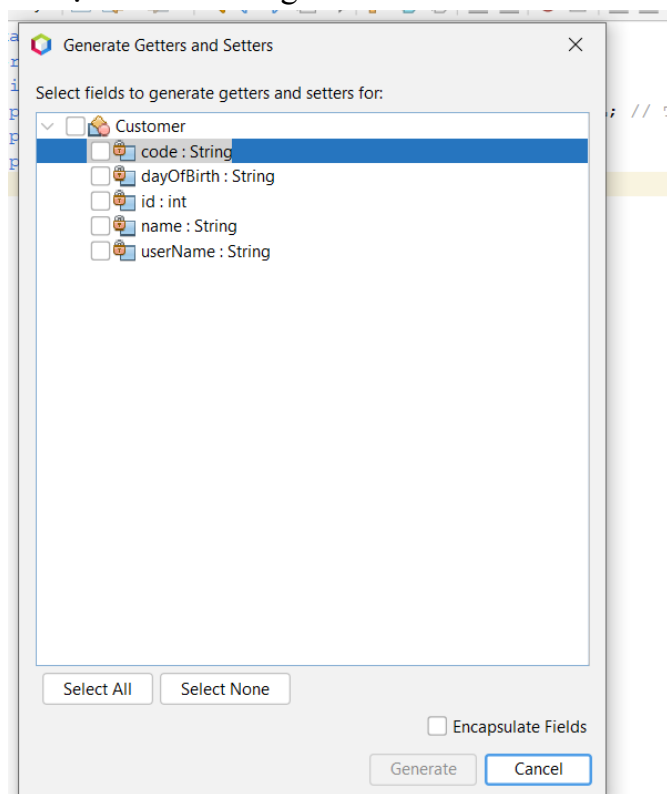 Generate Getters and Setters
Select fields to generate getters and setters for:
; //
Customer
code : String
dayOfBirth : String
id : int
name : String
userName : String
Select All
Select None
Encapsulate Fields
Generate
Cancel